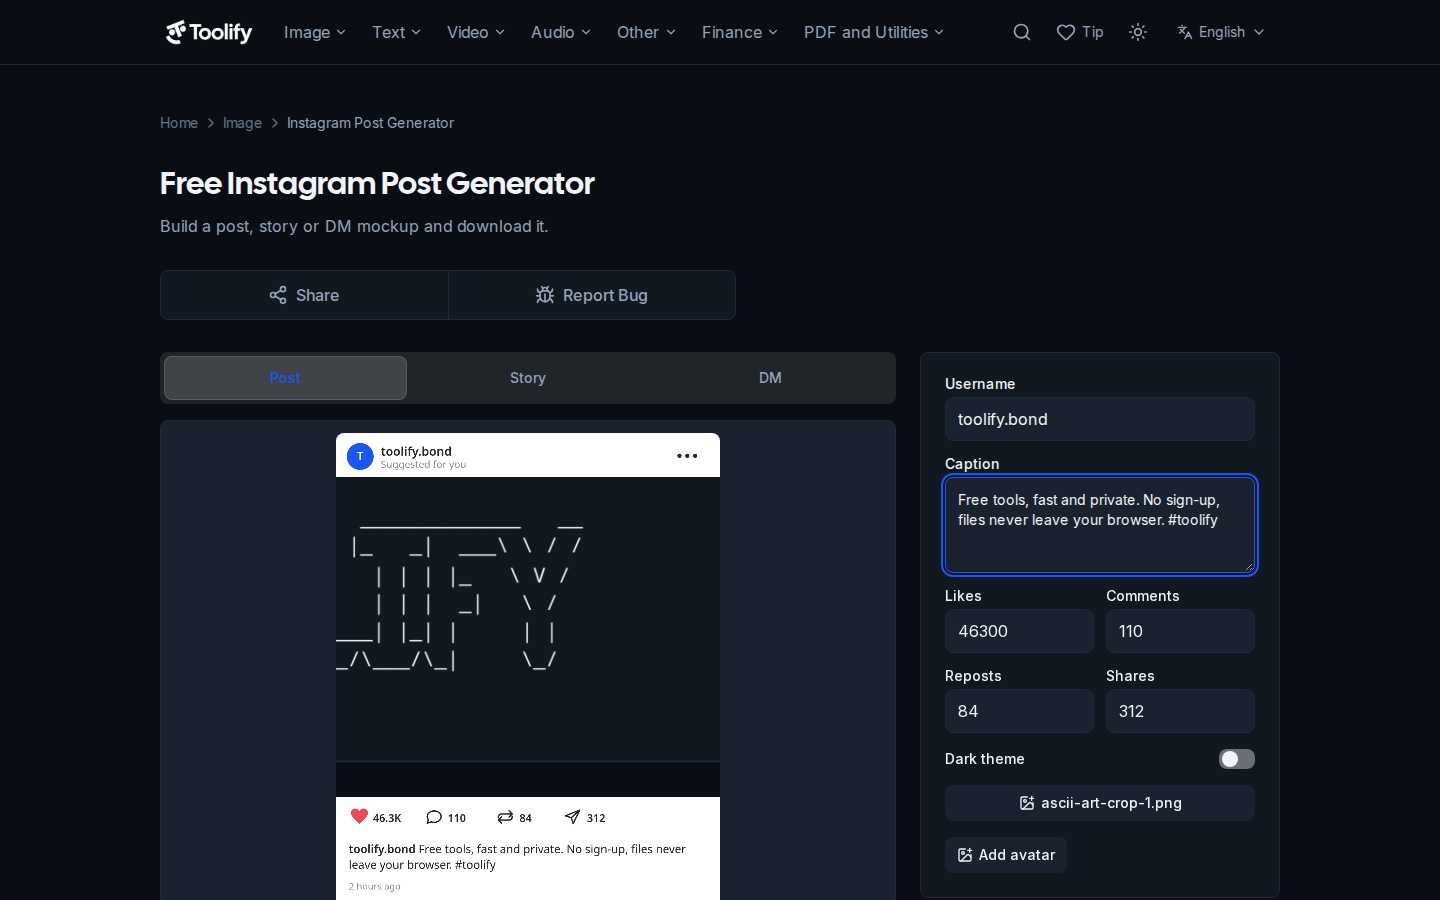 Toolify
Image
Text
Video
Audio
Other
Finance
PDF and Utilities
Tip
English
Home
Image
Instagram Post Generator
Free Instagram Post Generator
Build a post, story or DM mockup and download it.
Share
Report Bug
Post
Story
DM
T
toolify.bond
Suggested for you
46.3K
110
84
312
toolify.bond Free tools, fast and private. No sign-up, files never
leave your browser. #toolify
2 hours ago
Username
toolify.bond
Caption
Free tools, fast and private. No sign-up,
files never leave your browser. #toolify
Likes
Comments
46300
110
Reposts
Shares
84
312
Dark theme
ascii-art-crop-1.png
Add avatar